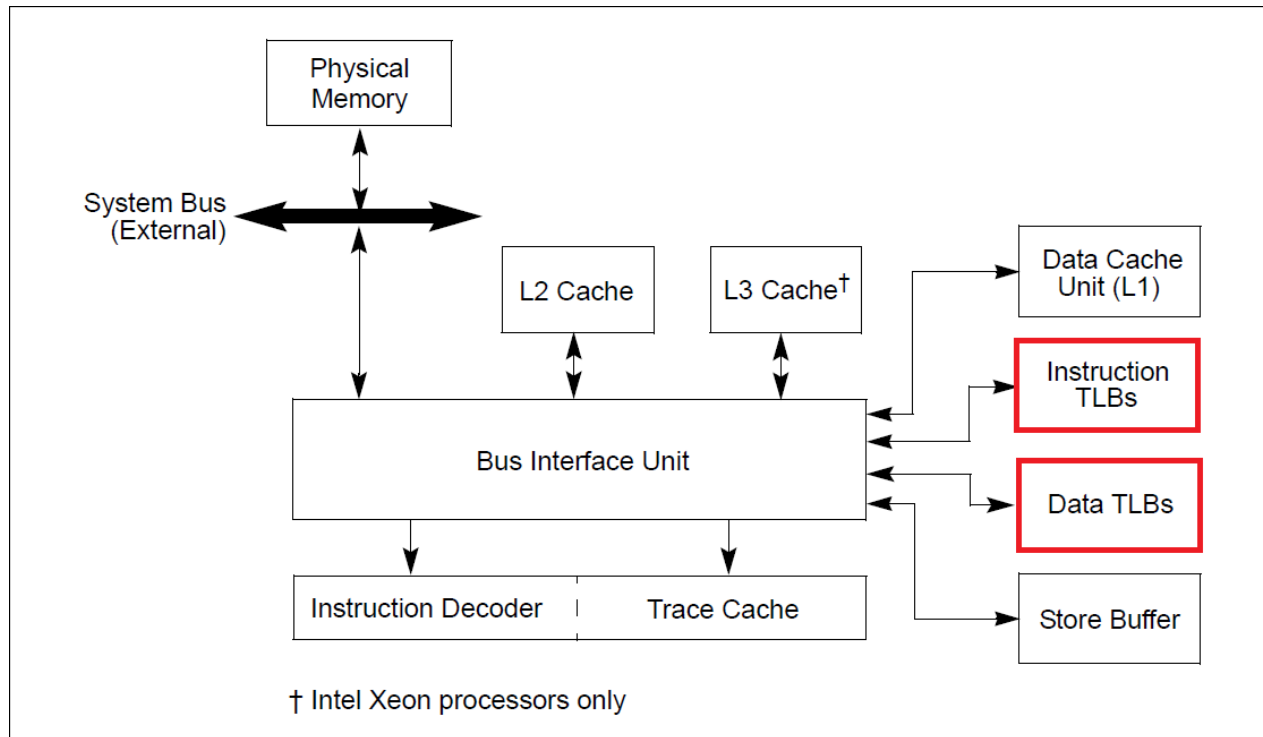 Physical
Memory
System Bus
(External)
L2 Cache
L3 Cache†
Data Cache
Unit (L1)
Instruction
TLBs
Bus Interface Unit
Data TLBs
Instruction Decoder
Trace Cache
Store Buffer
† Intel Xeon processors only